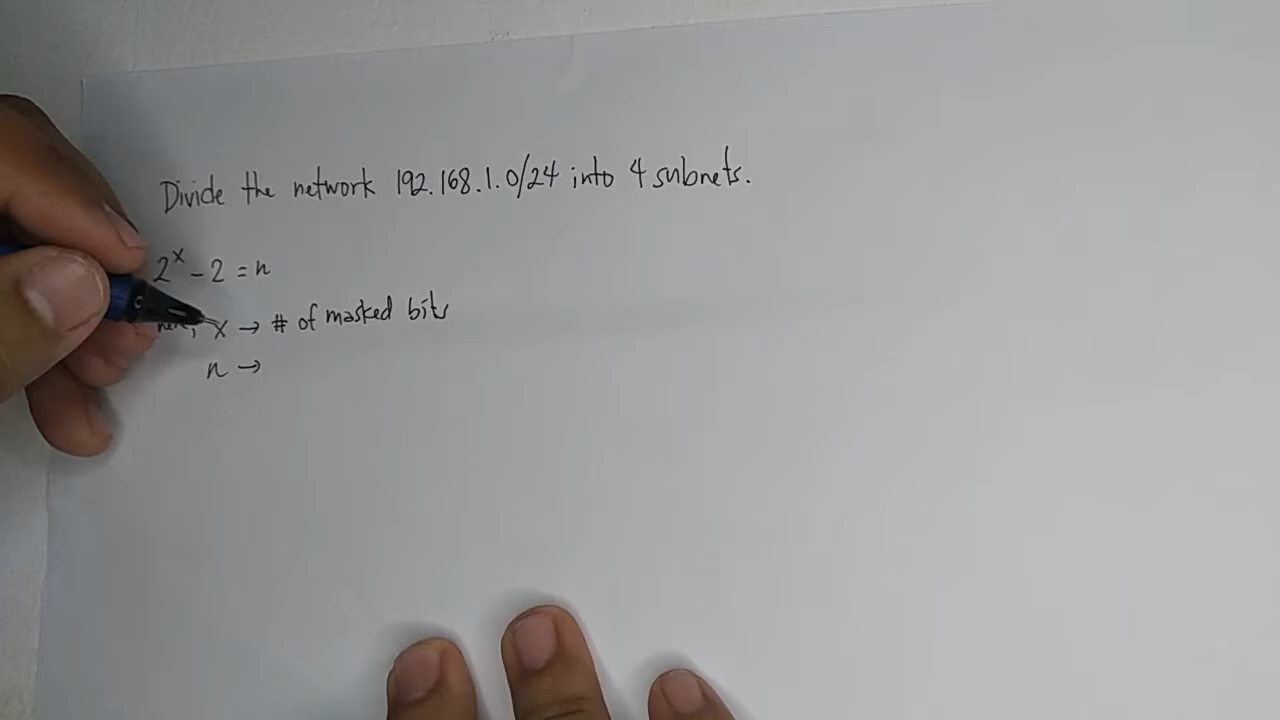 Divide the network 192.168.1.0/24 into 4 subnets.
2^x - 2 = n
x → # of masked bits
n →